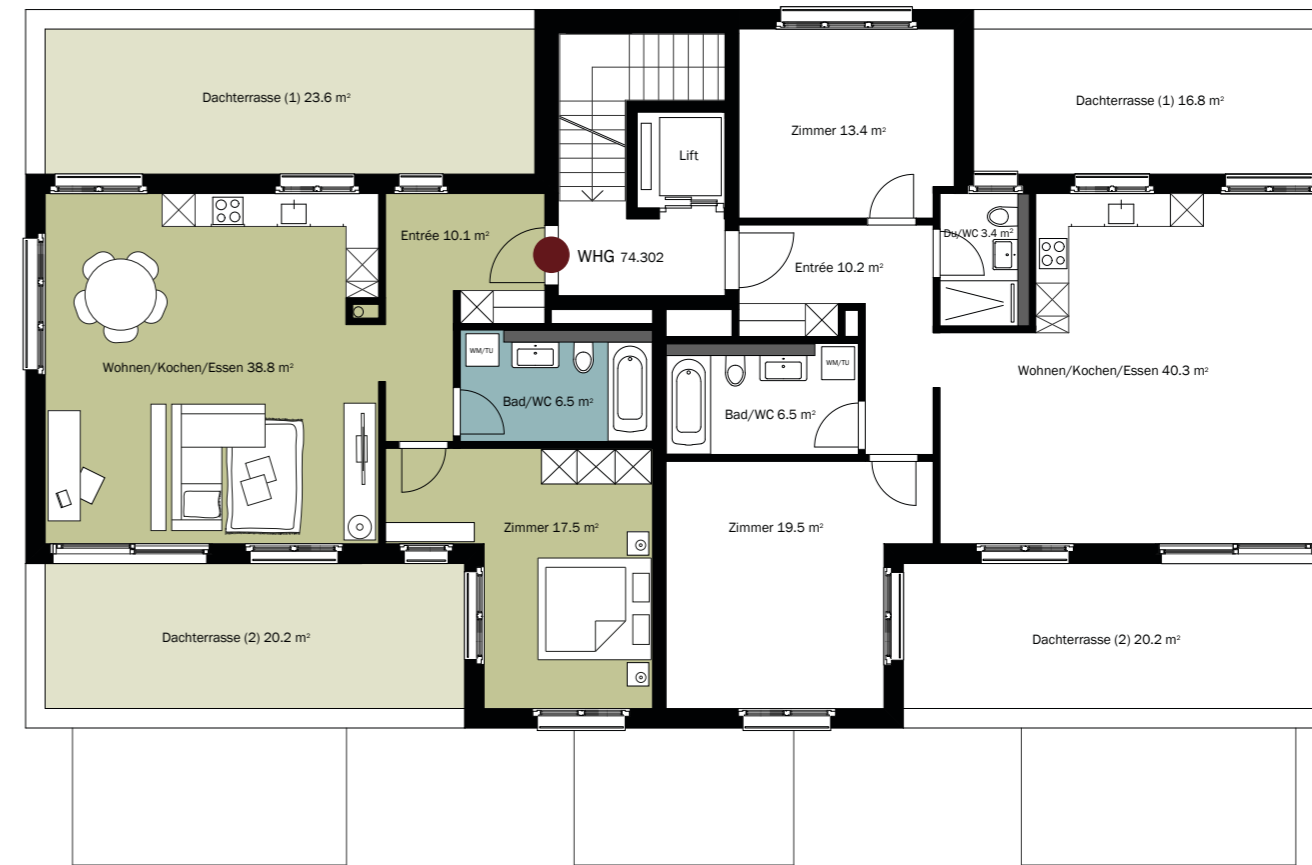 Dachterrasse (1) 23.6 m²
Dachterrasse (1) 16.8 m²
Zimmer 13.4 m²
Lift
Entrée 10.1 m²
Du/WC 3.4 m²
WHG 74.302
Entrée 10.2 m²
WM/TU
WM/TU
Wohnen/Kochen/Essen 38.8 m²
Wohnen/Kochen/Essen 40.3 m²
Bad/WC 6.5 m²
Bad/WC 6.5 m²
Zimmer 17.5 m²
Zimmer 19.5 m²
Dachterrasse (2) 20.2 m²
Dachterrasse (2) 20.2 m²